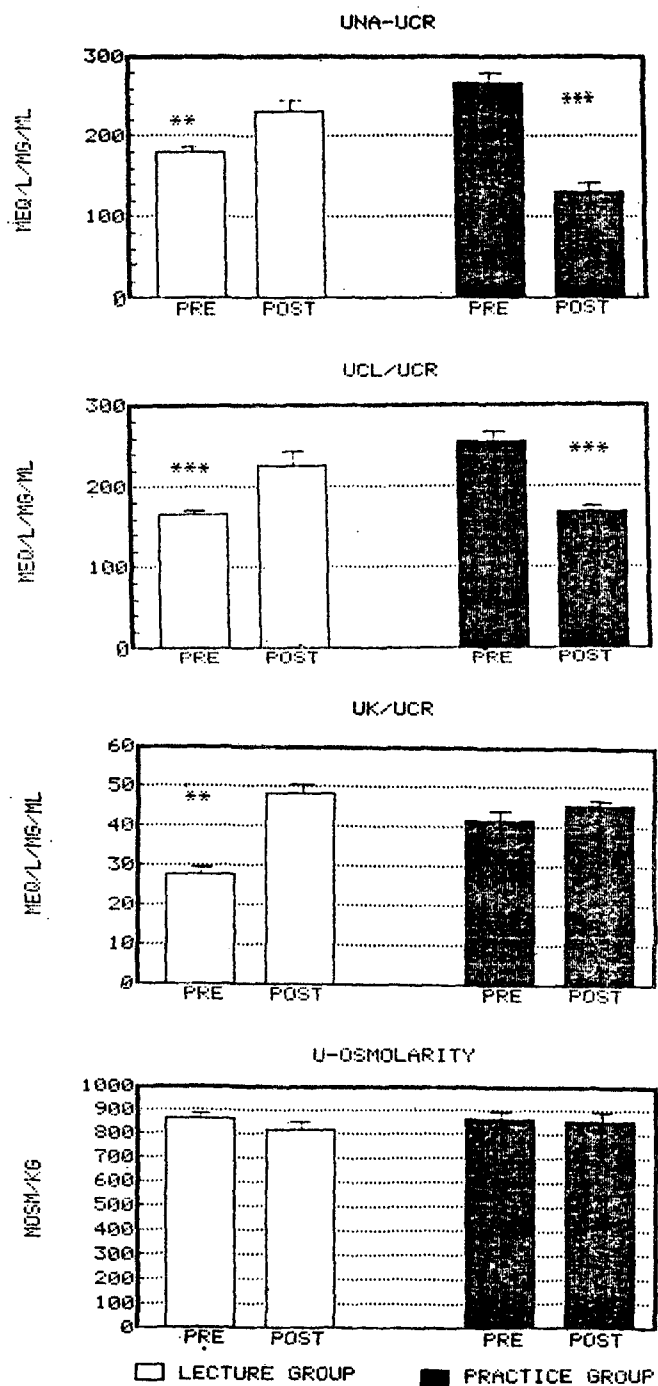 UNA-UCR
300
200
100
0
MEQ/L/MG/ML
**
***
PRE POST PRE POST
UCL/UCR
300
200
100
0
MEQ/L/MG/ML
***
***
PRE POST PRE POST
UK/UCR
60
50
40
30
20
10
0
MEQ/L/MG/ML
**
PRE POST PRE POST
U-OSMOLARITY
1000
900
800
700
600
500
400
300
200
100
0
MOSM/KG
PRE POST PRE POST
LECTURE GROUP PRACTICE GROUP